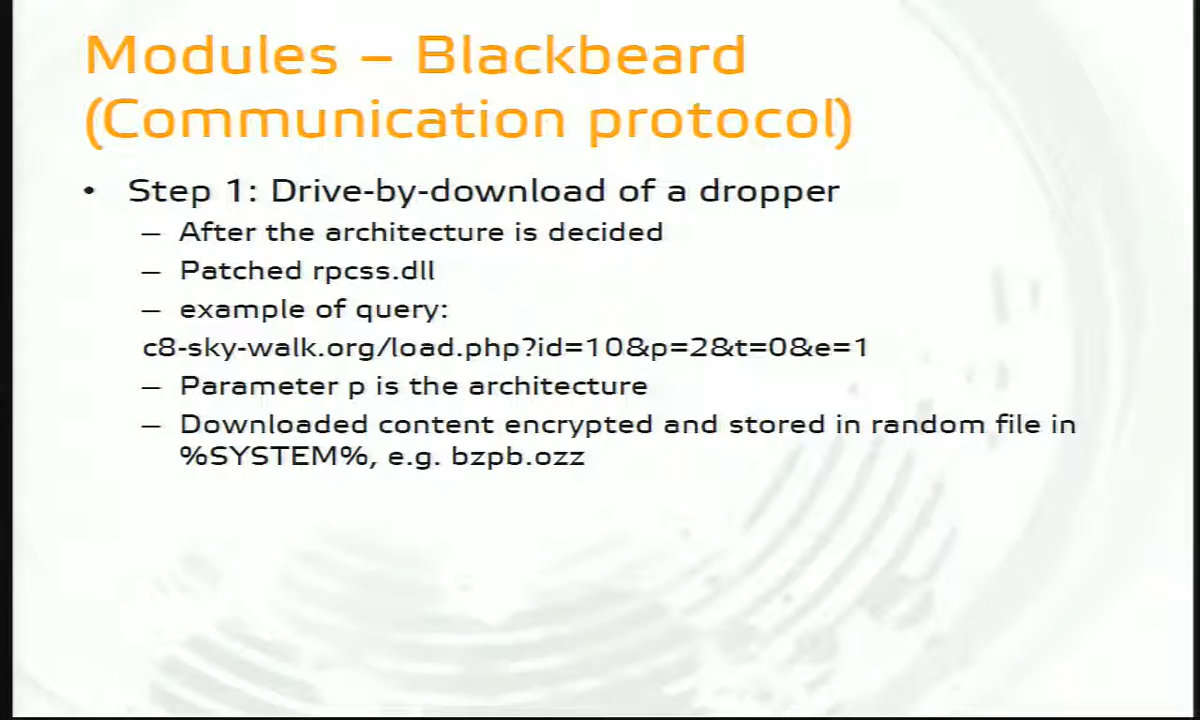 Modules – Blackbeard
(Communication protocol)
• Step 1: Drive-by-download of a dropper
– After the architecture is decided
– Patched rpcss.dll
– example of query:
c8-sky-walk.org/load.php?id=10&p=2&t=0&e=1
– Parameter p is the architecture
– Downloaded content encrypted and stored in random file in
%SYSTEM%, e.g. bzpb.ozz